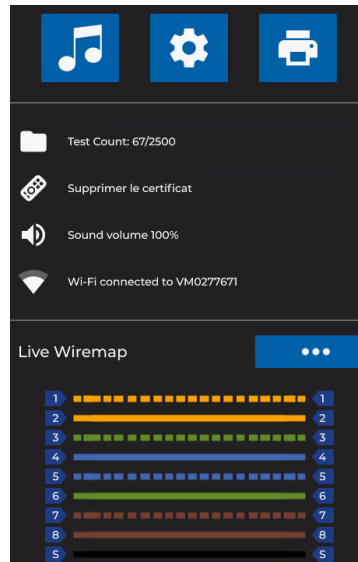 Test Count: 67/2500
Supprimer le certificat
Sound volume 100%
Wi-Fi connected to VM0277671
Live Wiremap
1 1
2 2
3 3
4 4
5 5
6 6
7 7
8 8
S S